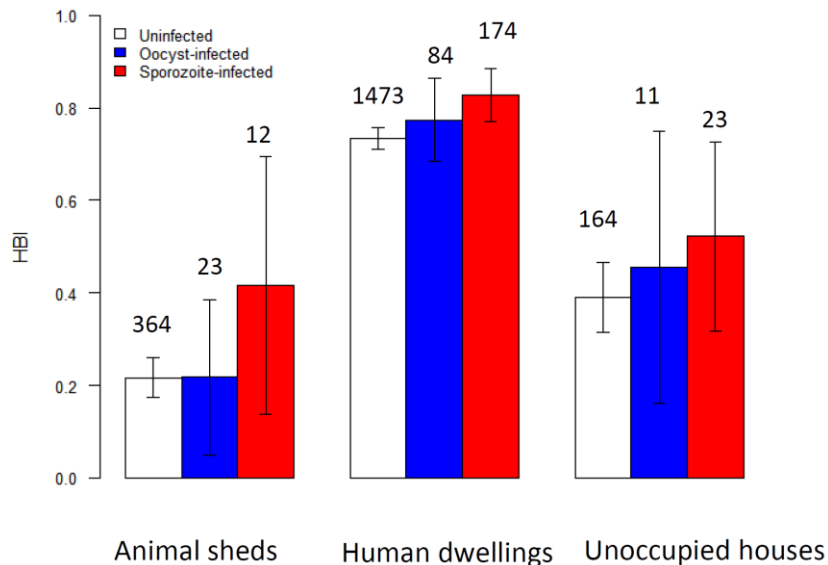 1.0
0.8
0.6
0.4
0.2
0.0
HBI
Uninfected
Oocyst-infected
Sporozoite-infected
364
23
12
1473
84
174
164
11
23
Animal sheds
Human dwellings
Unoccupied houses